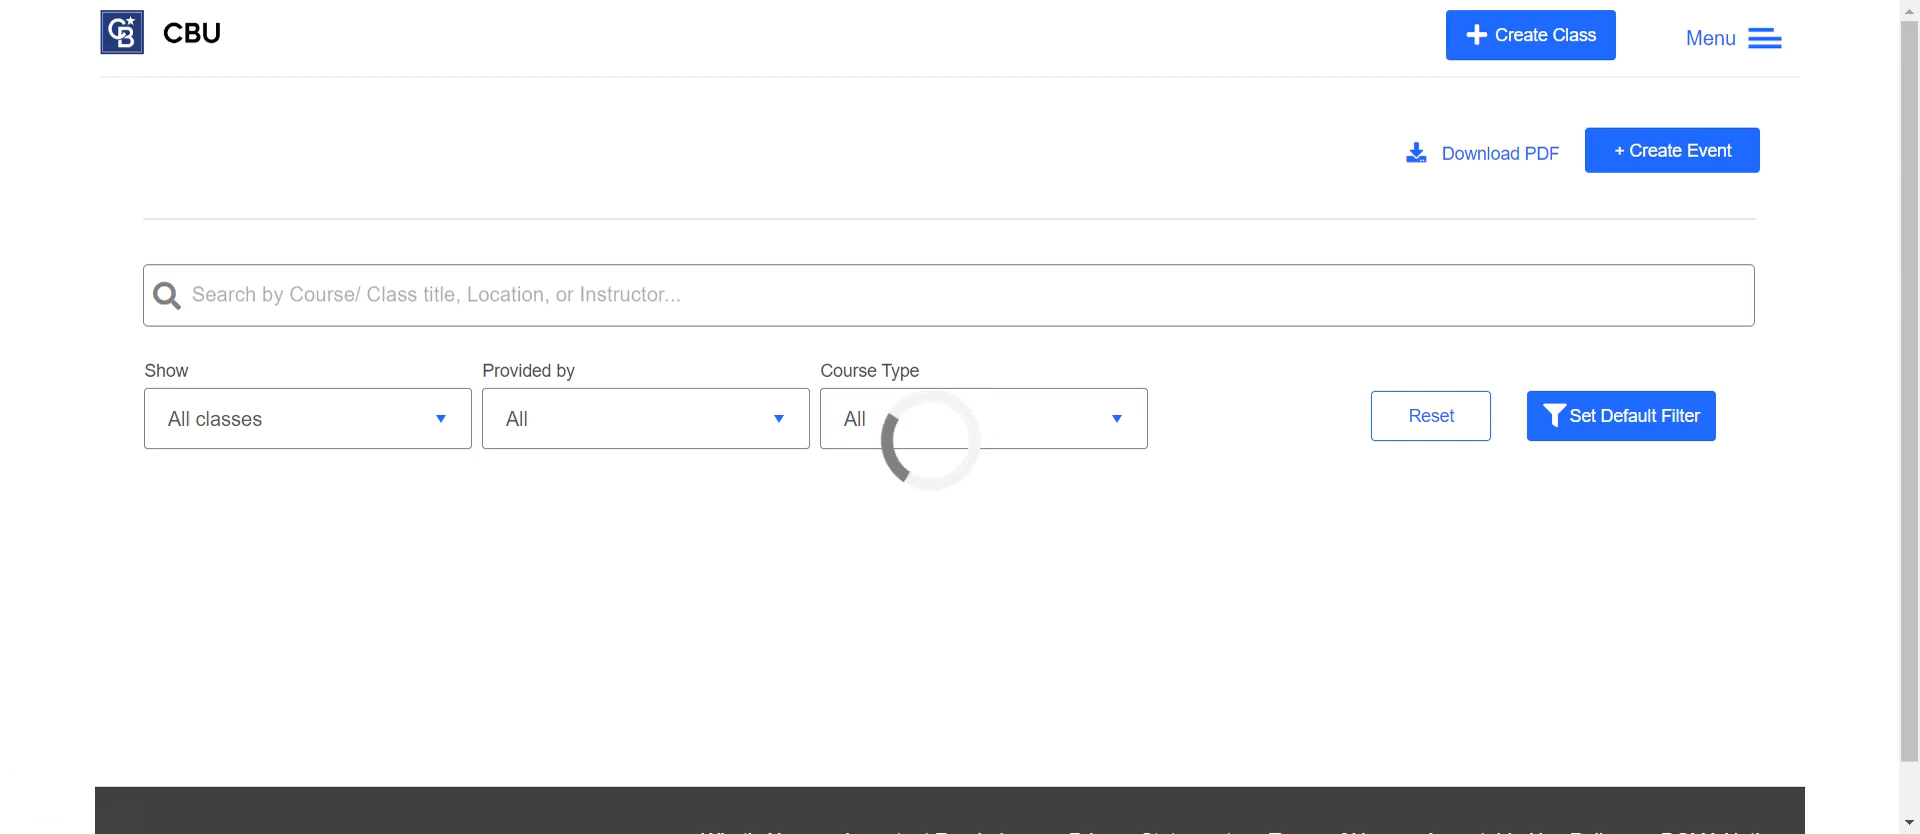 CB
CBU
Create Class
Menu
Download PDF
+ Create Event
Search by Course/ Class title, Location, or Instructor...
Show
Provided by
Course Type
All classes
All
All
Reset
Set Default Filter